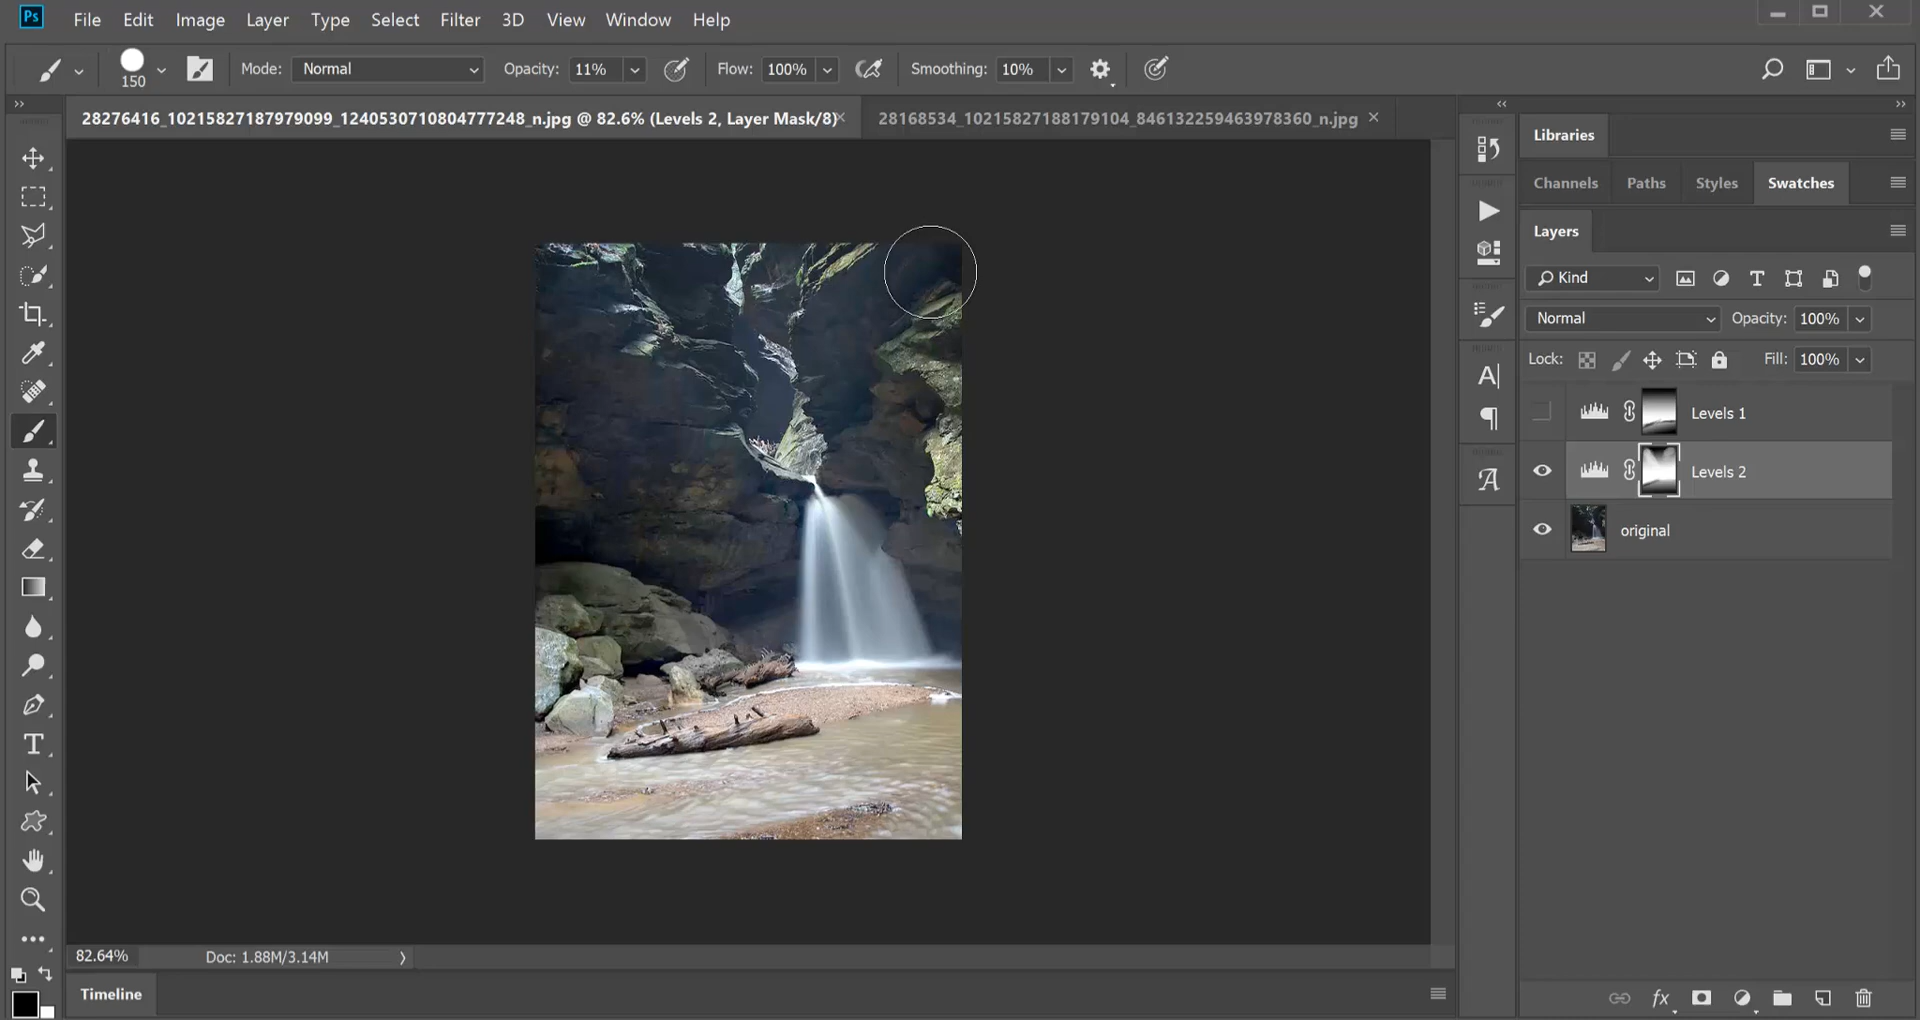 Ps File Edit Image Layer Type Select Filter 3D View Window Help
150 Mode: Normal Opacity: 11% Flow: 100% Smoothing: 10%
28276416_10215827187979099_1240530710804777248_n.jpg @ 82.6% (Levels 2, Layer Mask/8) × 28168534_10215827188179104_846132259463978360_n.jpg ×
Libraries
Channels Paths Styles Swatches
Layers
Kind
Normal Opacity: 100%
Lock: Fill: 100%
Levels 1
Levels 2
original
82.64% Doc: 1.88M/3.14M
Timeline
fx